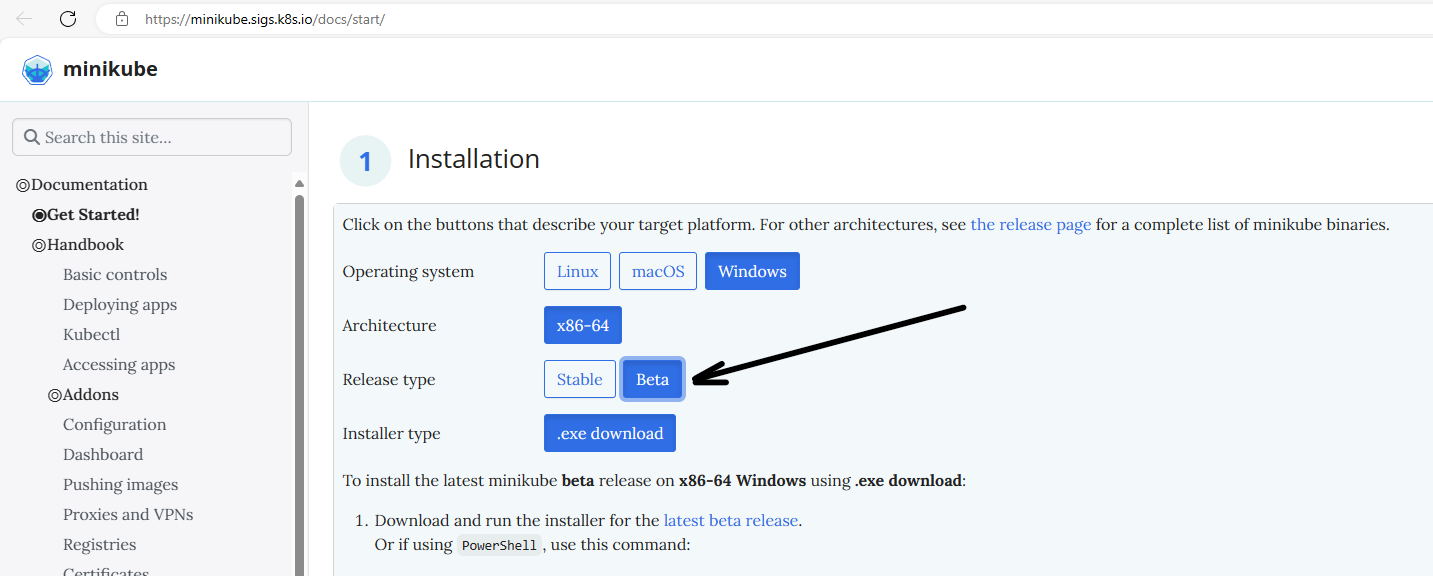 https://minikube.sigs.k8s.io/docs/start/
minikube
Search this site...
Documentation
Get Started!
Handbook
Basic controls
Deploying apps
Kubectl
Accessing apps
Addons
Configuration
Dashboard
Pushing images
Proxies and VPNs
Registries
Certificates
1 Installation
Click on the buttons that describe your target platform. For other architectures, see the release page for a complete list of minikube binaries.
Operating system Linux macOS Windows
Architecture x86-64
Release type Stable Beta
Installer type .exe download
To install the latest minikube beta release on x86-64 Windows using .exe download:
1. Download and run the installer for the latest beta release.
Or if using PowerShell, use this command: